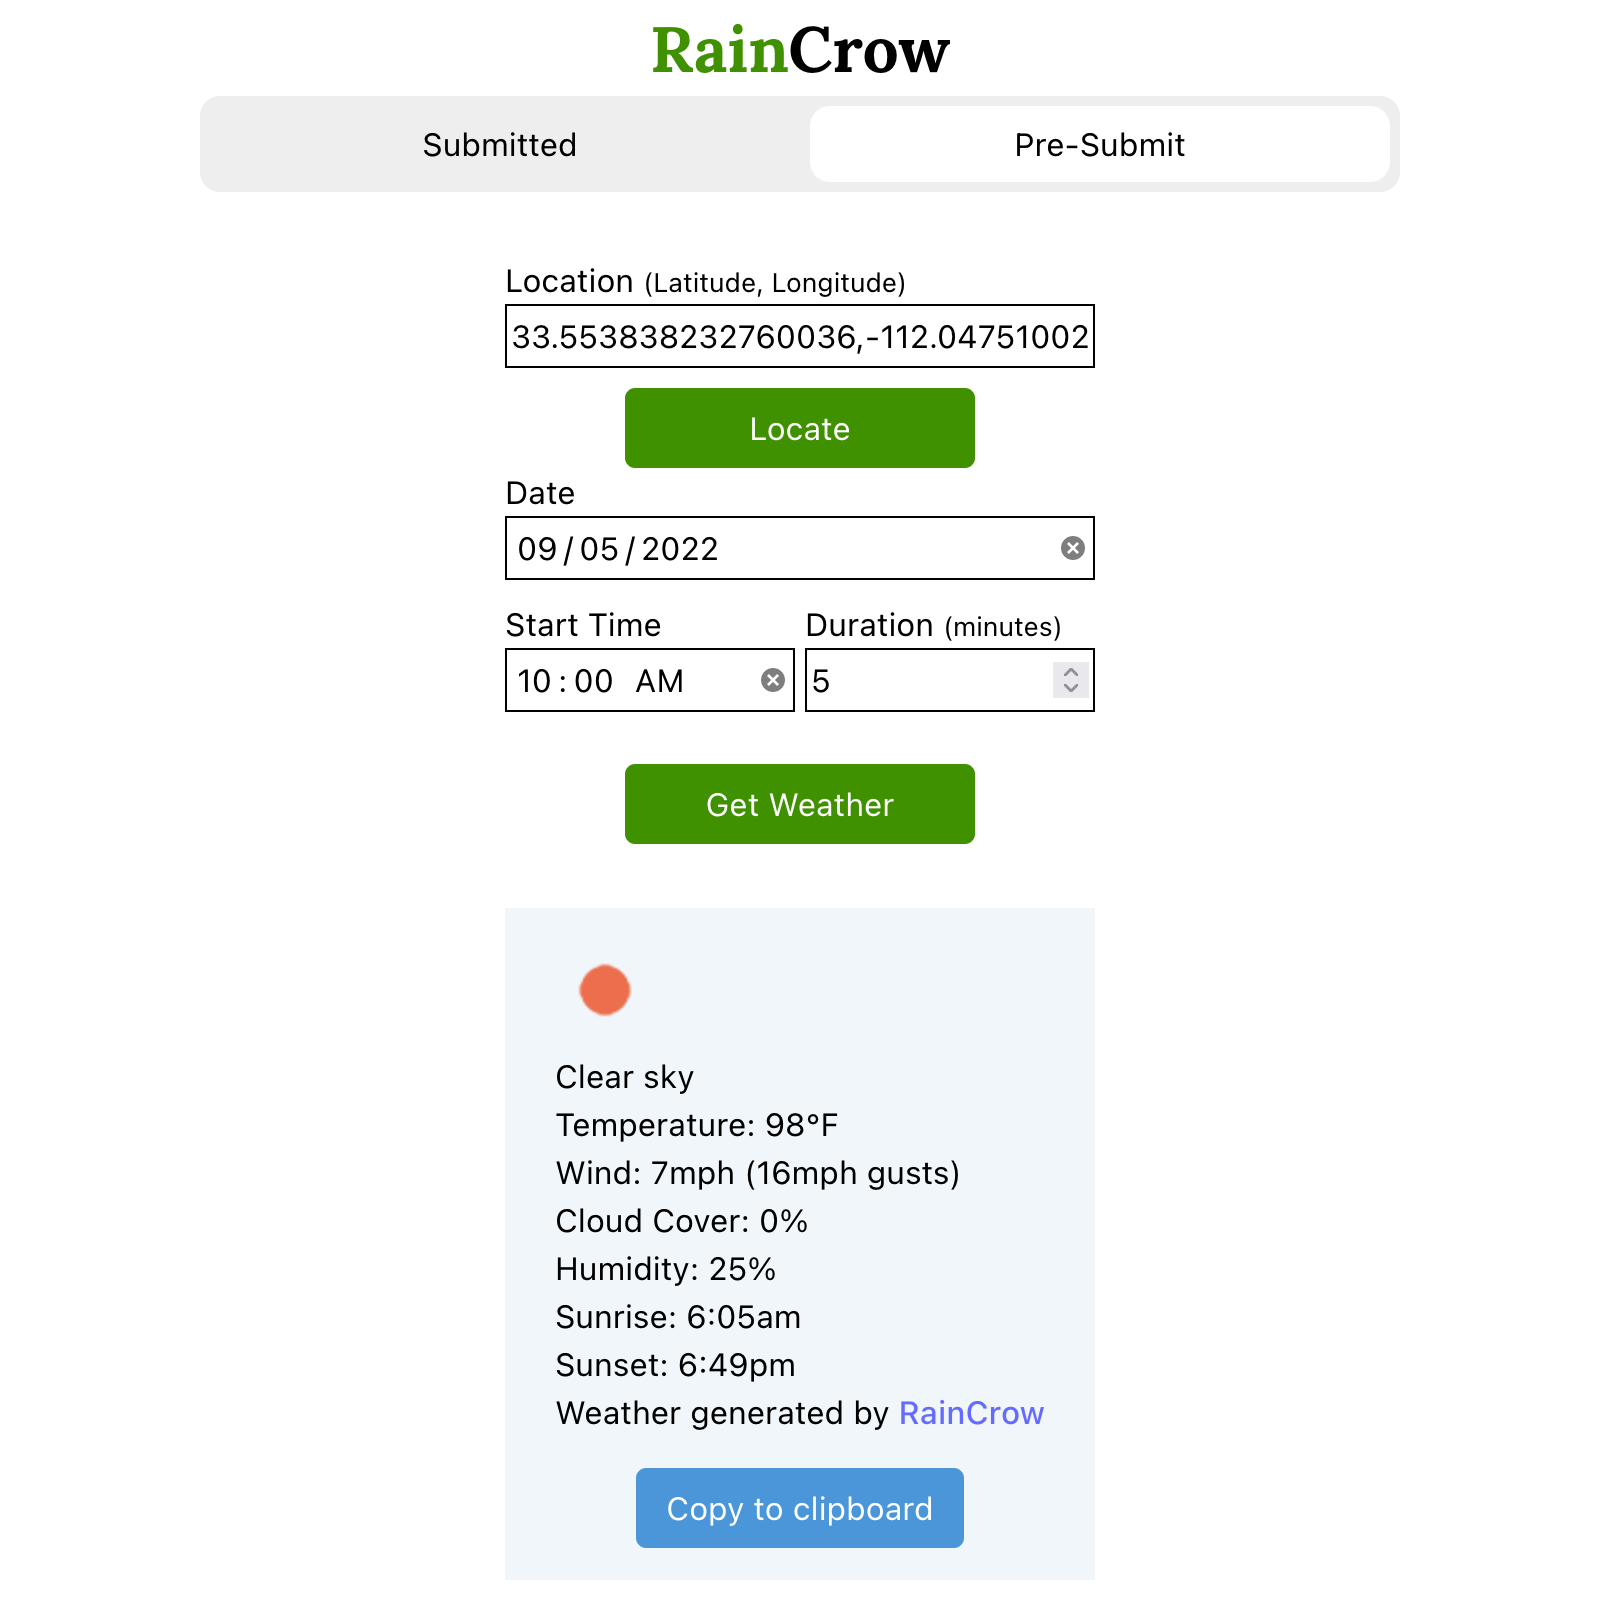 RainCrow
Submitted Pre-Submit
Location (Latitude, Longitude)
33.553838232760036,-112.04751002
Locate
Date
09/05/2022
Start Time Duration (minutes)
10:00 AM 5
Get Weather
Clear sky
Temperature: 98°F
Wind: 7mph (16mph gusts)
Cloud Cover: 0%
Humidity: 25%
Sunrise: 6:05am
Sunset: 6:49pm
Weather generated by RainCrow
Copy to clipboard